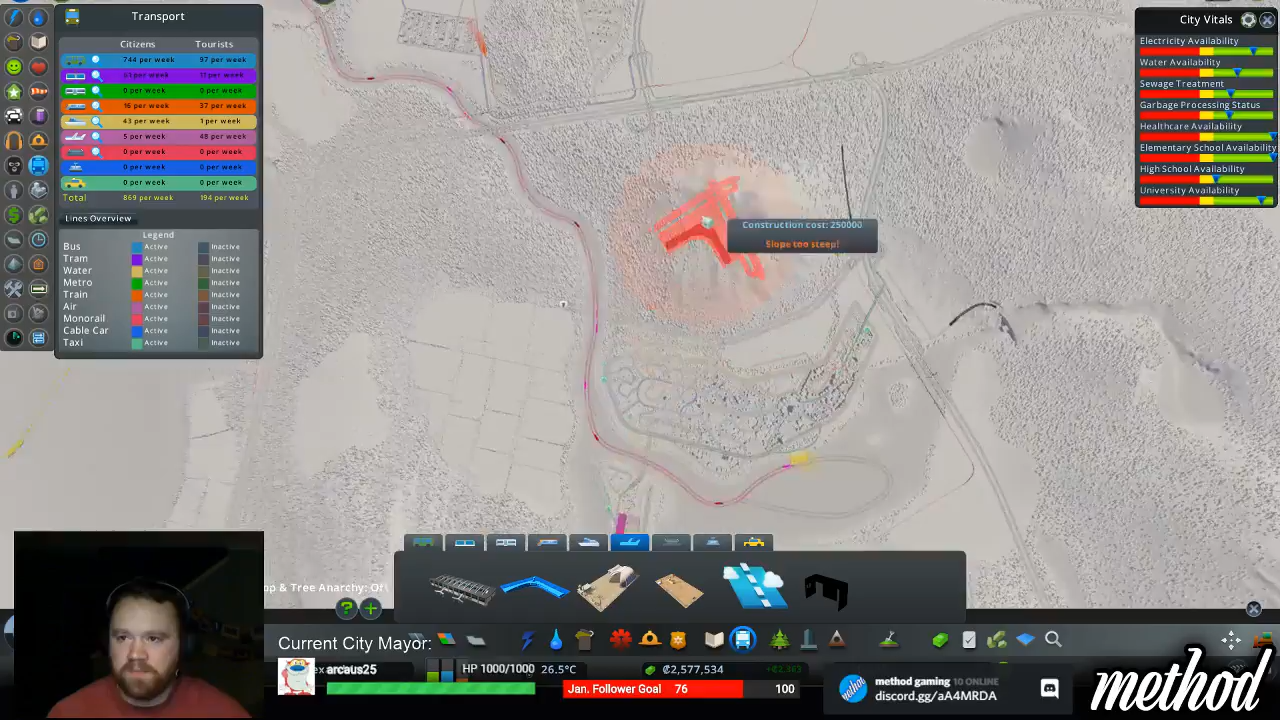 Transport
Citizens Tourists
744 per week 97 per week
51 per week 11 per week
0 per week 0 per week
16 per week 37 per week
43 per week 1 per week
5 per week 48 per week
0 per week 0 per week
0 per week 0 per week
0 per week 0 per week
Total 869 per week 194 per week
Lines Overview
Legend
Bus Active Inactive
Tram Active Inactive
Water Active Inactive
Metro Active Inactive
Train Active Inactive
Air Active Inactive
Monorail Active Inactive
Cable Car Active Inactive
Taxi Active Inactive
City Vitals
Electricity Availability
Water Availability
Sewage Treatment
Garbage Processing Status
Healthcare Availability
Elementary School Availability
High School Availability
University Availability
Construction cost: 250000
Slope too steep!
op & Tree Anarchy: Of
Current City Mayor:
arcaus25
HP 1000/1000
26.5°C
₡2,577,534
Jan. Follower Goal 76 100
method gaming 10 ONLINE
discord.gg/aA4MRDA
method